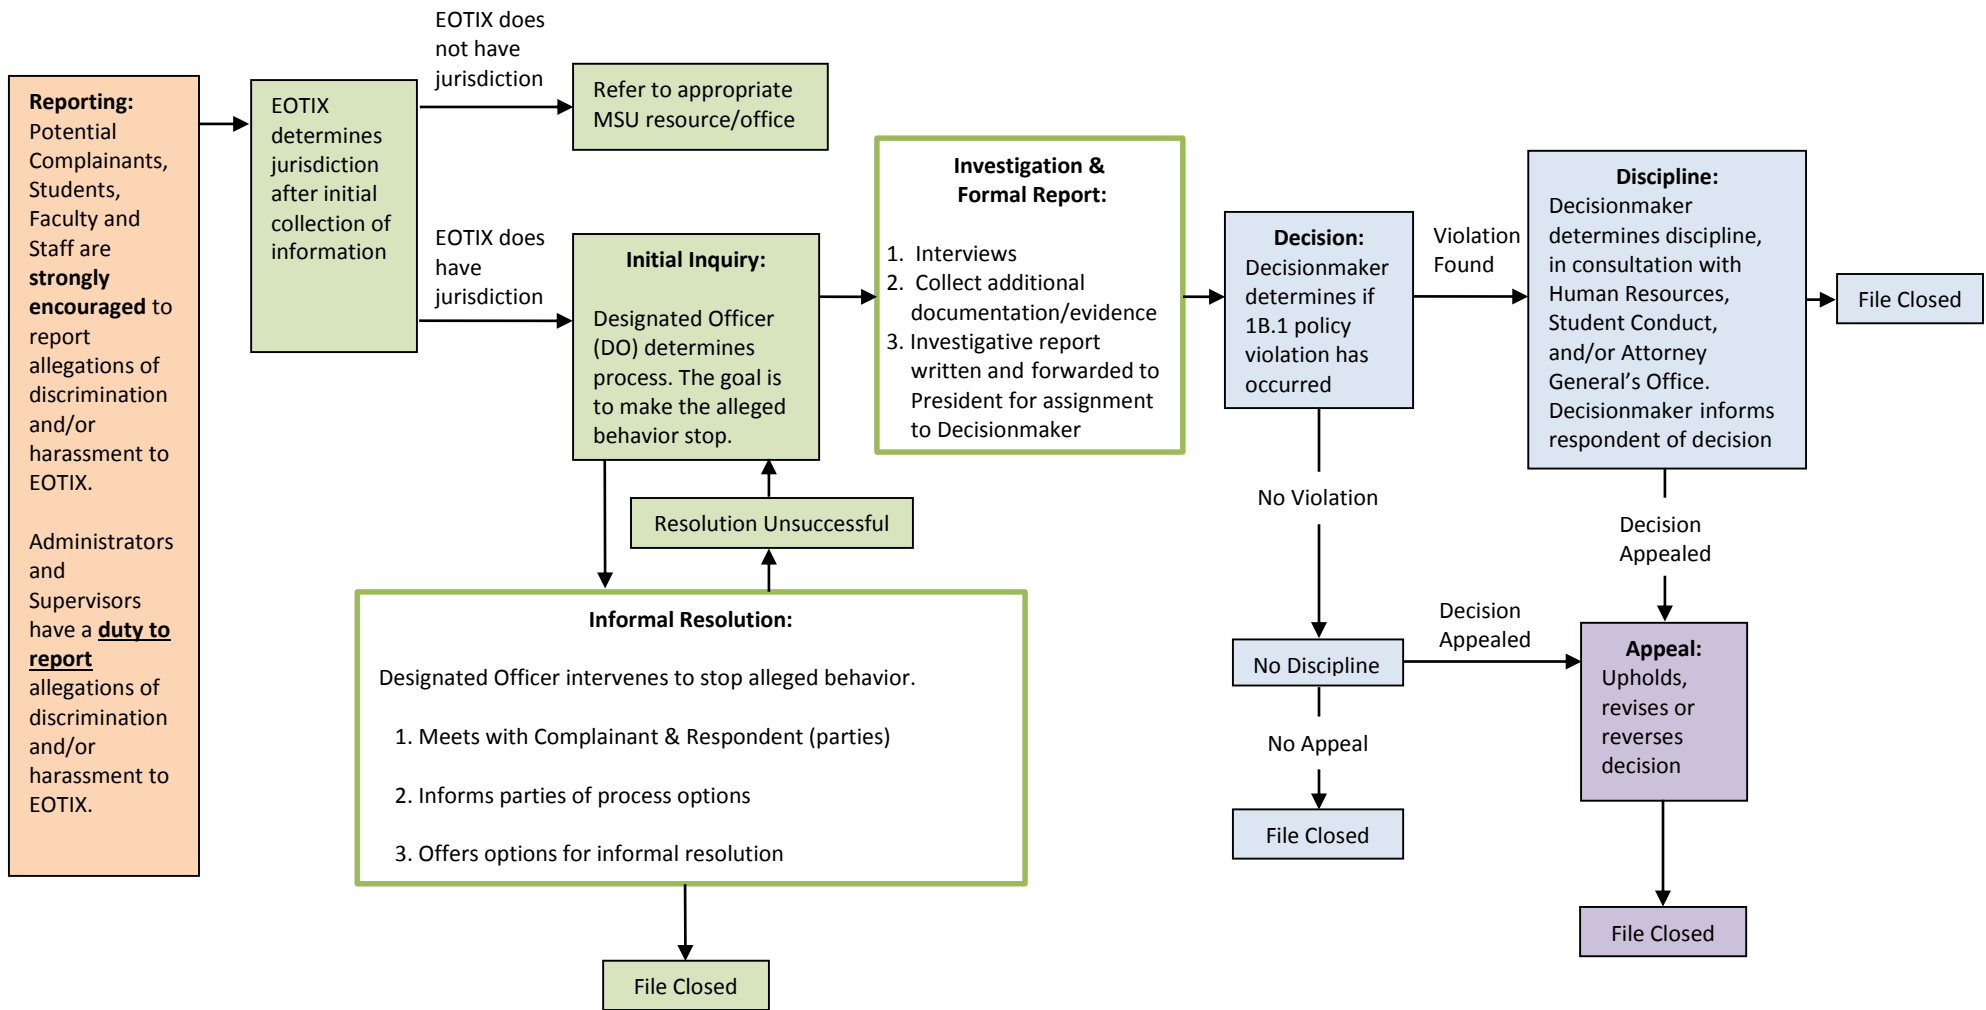 Reporting:
Potential
Complainants,
Students,
Faculty and
Staff are
strongly
encouraged to
report
allegations of
discrimination
and/or
harassment to
EOTIX.
Administrators
and
Supervisors
have a duty to
report
allegations of
discrimination
and/or
harassment to
EOTIX.
EOTIX
determines
jurisdiction
after initial
collection of
information
EOTIX does
not have
jurisdiction
Refer to appropriate
MSU resource/office
EOTIX does
have
jurisdiction
Initial Inquiry:
Designated Officer
(DO) determines
process. The goal is
to make the alleged
behavior stop.
Resolution Unsuccessful
Informal Resolution:
Designated Officer intervenes to stop alleged behavior.
1. Meets with Complainant & Respondent (parties)
2. Informs parties of process options
3. Offers options for informal resolution
File Closed
Investigation &
Formal Report:
1. Interviews
2. Collect additional
documentation/evidence
3. Investigative report
written and forwarded to
President for assignment
to Decisionmaker
Decision:
Decisionmaker
determines if
1B.1 policy
violation has
occurred
Violation
Found
Discipline:
Decisionmaker
determines discipline,
in consultation with
Human Resources,
Student Conduct,
and/or Attorney
General’s Office.
Decisionmaker informs
respondent of decision
File Closed
No Violation
No Discipline
Decision
Appealed
No Appeal
File Closed
Decision
Appealed
Appeal:
Upholds,
revises or
reverses
decision
File Closed